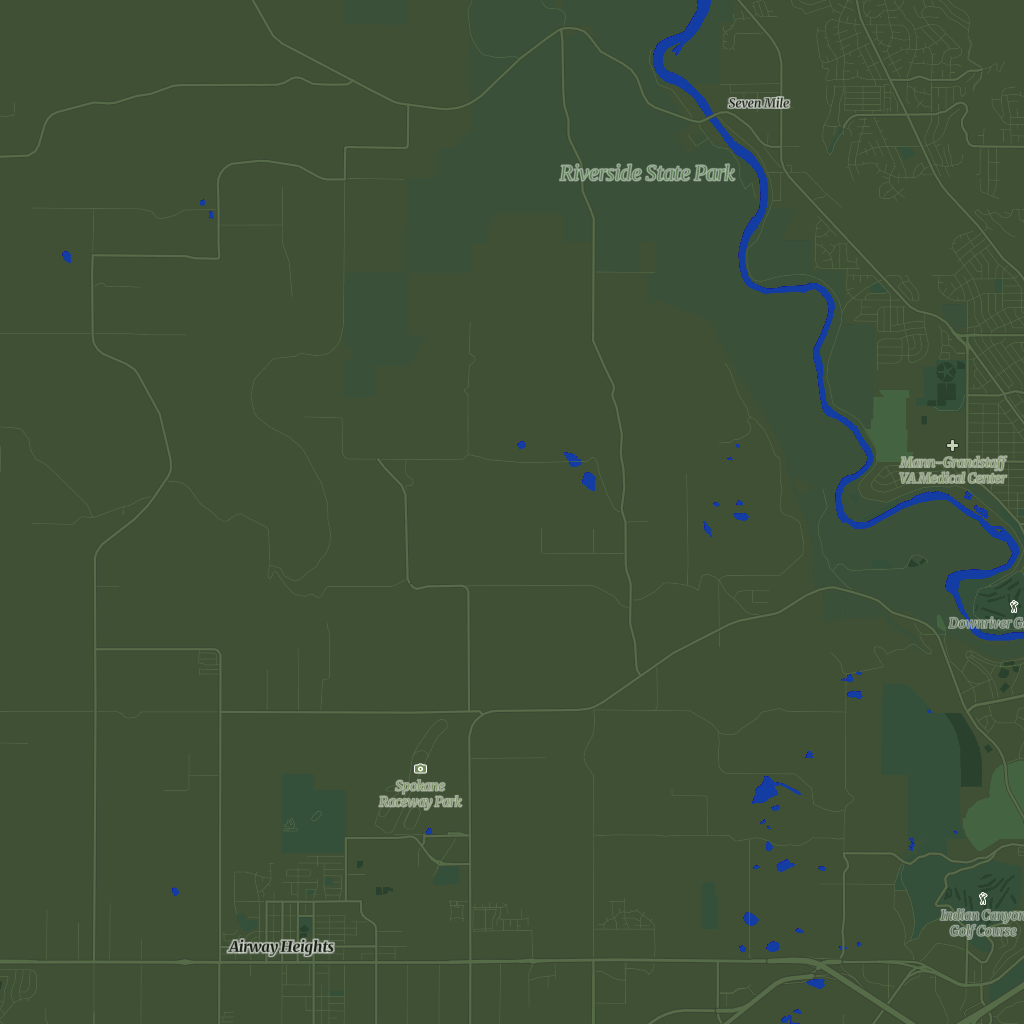 Seven Mile
Riverside State Park
Mann-Grandstaff
VA Medical Center
Downriver G
Spokane
Raceway Park
Indian Canyon
Golf Course
Airway Heights